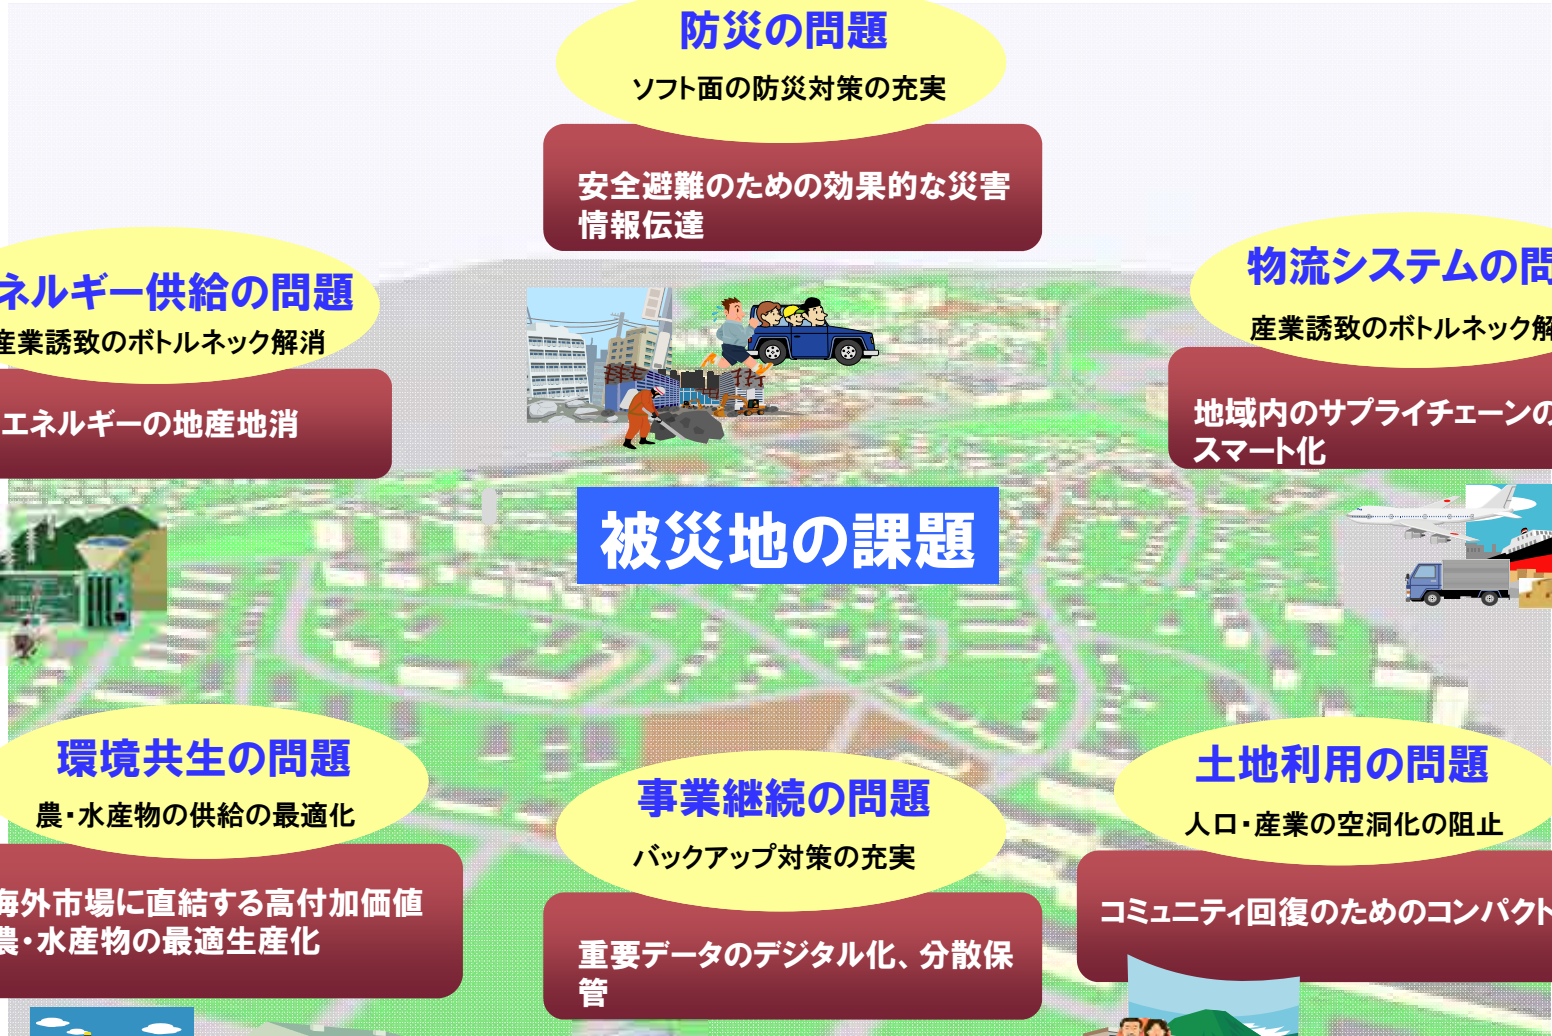 防災の問題
ソフト面の防災対策の充実
安全避難のための効果的な災害
情報伝達
ネルギー供給の問題
産業誘致のボトルネック解消
エネルギーの地産地消
物流システムの問
産業誘致のボトルネック解
地域内のサプライチェーンの
スマート化
被災地の課題
環境共生の問題
農・水産物の供給の最適化
海外市場に直結する高付加価値
農・水産物の最適生産化
事業継続の問題
バックアップ対策の充実
重要データのデジタル化、分散保
管
土地利用の問題
人口・産業の空洞化の阻止
コミュニティ回復のためのコンパクト